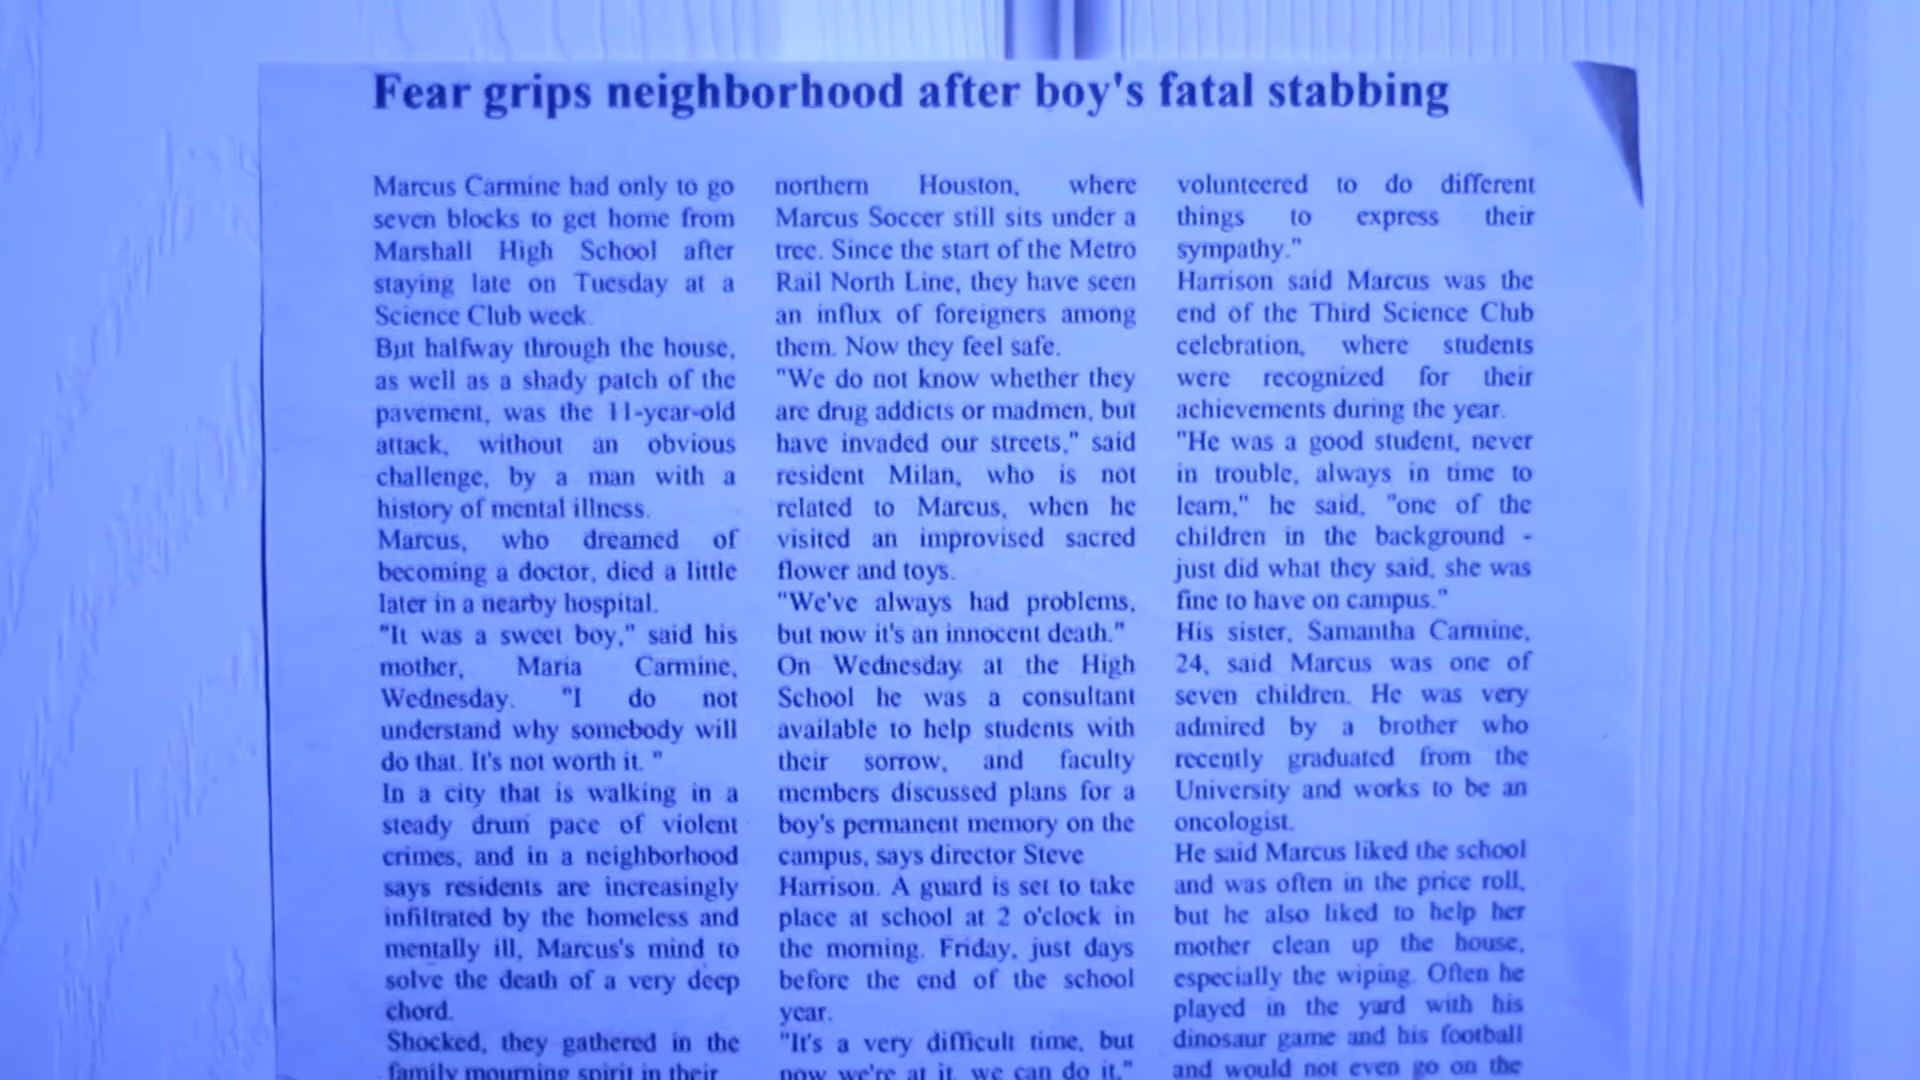 Fear grips neighborhood after boy's fatal stabbing
Marcus Carmine had only to go
seven blocks to get home from
Marshall High School after
staying late on Tuesday at a
Science Club week.
But halfway through the house,
as well as a shady patch of the
pavement, was the 11-year-old
attack, without an obvious
challenge, by a man with a
history of mental illness.
Marcus, who dreamed of
becoming a doctor, died a little
later in a nearby hospital.
"It was a sweet boy," said his
mother, Maria Carmine,
Wednesday. "I do not
understand why somebody will
do that. It's not worth it. "
In a city that is walking in a
steady drum pace of violent
crimes, and in a neighborhood
says residents are increasingly
infiltrated by the homeless and
mentally ill, Marcus's mind to
solve the death of a very deep
chord.
Shocked, they gathered in the
family mourning spirit in their
northern Houston, where
Marcus Soccer still sits under a
tree. Since the start of the Metro
Rail North Line, they have seen
an influx of foreigners among
them. Now they feel safe.
"We do not know whether they
are drug addicts or madmen, but
have invaded our streets," said
resident Milan, who is not
related to Marcus, when he
visited an improvised sacred
flower and toys.
"We've always had problems,
but now it's an innocent death."
On Wednesday at the High
School he was a consultant
available to help students with
their sorrow, and faculty
members discussed plans for a
boy's permanent memory on the
campus, says director Steve
Harrison. A guard is set to take
place at school at 2 o'clock in
the morning. Friday, just days
before the end of the school
year.
"It's a very difficult time, but
now we're at it, we can do it,"
volunteered to do different
things to express their
sympathy."
Harrison said Marcus was the
end of the Third Science Club
celebration, where students
were recognized for their
achievements during the year.
"He was a good student, never
in trouble, always in time to
learn," he said, "one of the
children in the background -
just did what they said, she was
fine to have on campus."
His sister, Samantha Carmine,
24, said Marcus was one of
seven children. He was very
admired by a brother who
recently graduated from the
University and works to be an
oncologist.
He said Marcus liked the school
and was often in the price roll,
but he also liked to help her
mother clean up the house,
especially the wiping. Often he
played in the yard with his
dinosaur game and his football
and would not even go on the